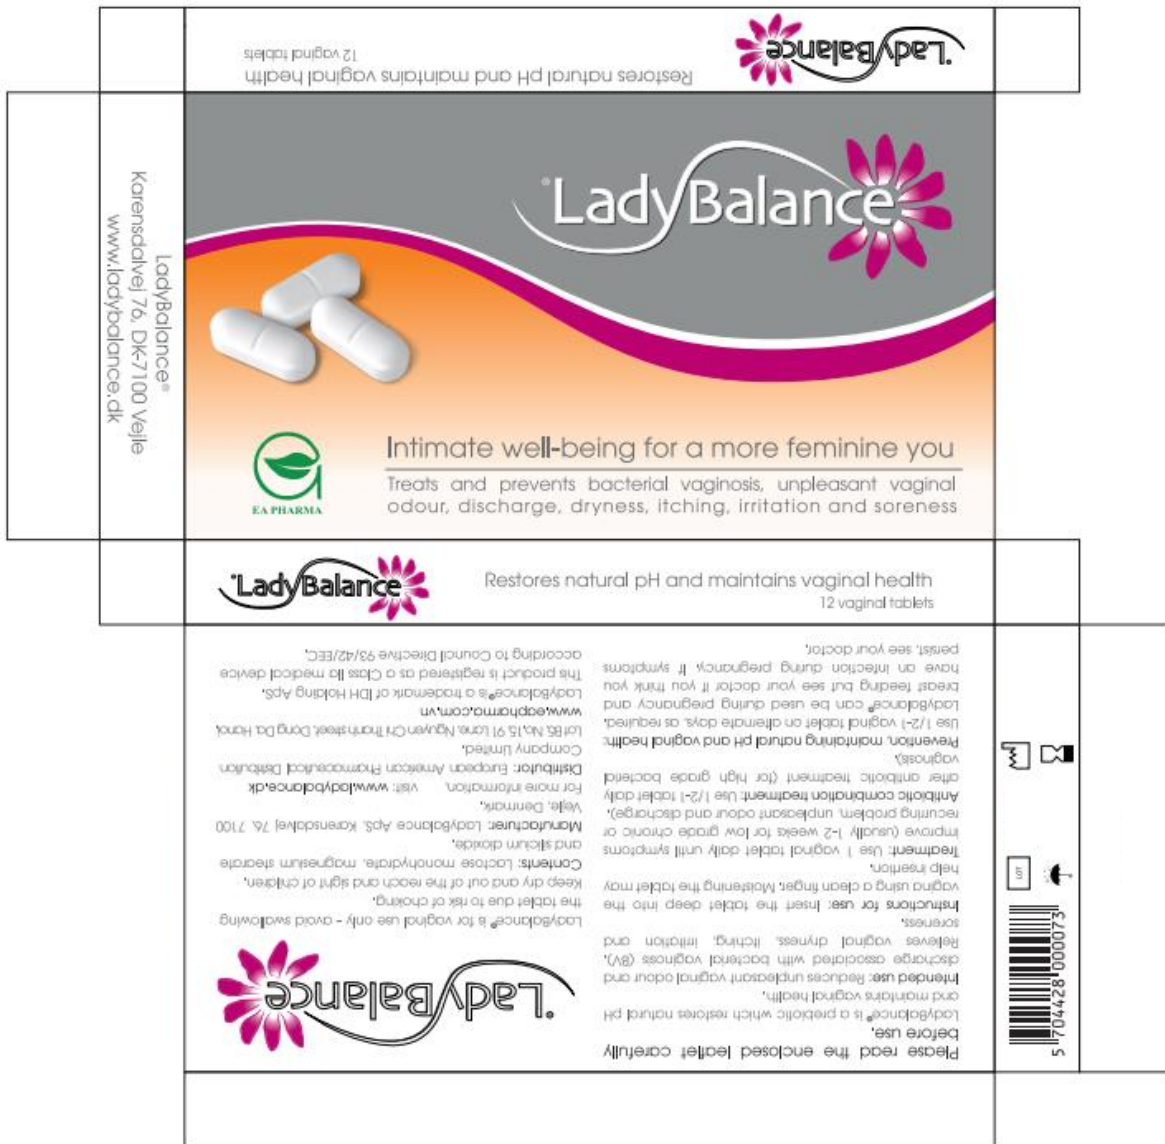 LadyBalance®
Restores natural pH and maintains vaginal health
12 vaginal tablets
LadyBalance®
Karensdalvej 76, DK-7100 Vejle
www.ladybalance.dk
LadyBalance®
EA PHARMA
Intimate well-being for a more feminine you
Treats and prevents bacterial vaginosis, unpleasant vaginal
odour, discharge, dryness, itching, irritation and soreness
LadyBalance®
Restores natural pH and maintains vaginal health
12 vaginal tablets
Please read the enclosed leaflet carefully
before use.
LadyBalance® is a prebiotic which restores natural pH
and maintains vaginal health.
Intended use: Reduces unpleasant vaginal odour and
discharge associated with bacterial vaginosis (BV).
Relieves vaginal dryness, itching, irritation and
soreness.
Instructions for use: Insert the tablet deep into the
vagina using a clean finger. Moistening the tablet may
help insertion.
Treatment: Use 1 vaginal tablet daily until symptoms
improve (usually 1-2 weeks for low grade chronic or
recurring problem, unpleasant odour and discharge).
Antibiotic combination treatment: Use 1/2-1 tablet daily
after antibiotic treatment (for high grade bacterial
vaginosis).
Prevention, maintaining natural pH and vaginal health:
Use 1/2-1 vaginal tablet on alternate days, as required.
LadyBalance® can be used during pregnancy and
breast feeding but see your doctor if you think you
have an infection during pregnancy. If symptoms
persist, see your doctor.
LadyBalance®
LadyBalance® is for vaginal use only - avoid swallowing
the tablet due to risk of choking.
Keep dry and out of the reach and sight of children.
Contents: Lactose monohydrate, magnesium stearate
and silicium dioxide.
Manufacturer: LadyBalance ApS, Karensdalvej 76, 7100
Vejle, Denmark.
For more information, visit: www.ladybalance.dk
Distributor: European American Pharmaceutical Distribution
Company Limited.
Lot B5, No.15, 91 Lane, Nguyen Chi Thanh street, Dong Da, Hanoi,
www.eapharma.com.vn
LadyBalance® is a trademark of IDH Holding ApS.
This product is registered as a Class IIa medical device
according to Council Directive 93/42/EEC.
LOT
5 704428 000073